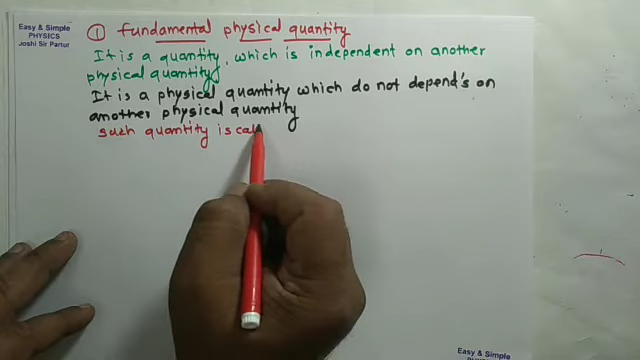 Easy & Simple
PHYSICS
Joshi Sir Partur
① fundamental physical quantity
It is a quantity, which is independent on another
physical quantity
It is a physical quantity which do not depend's on
another physical quantity
such quantity is cal
Easy & Simple
PHYSICS